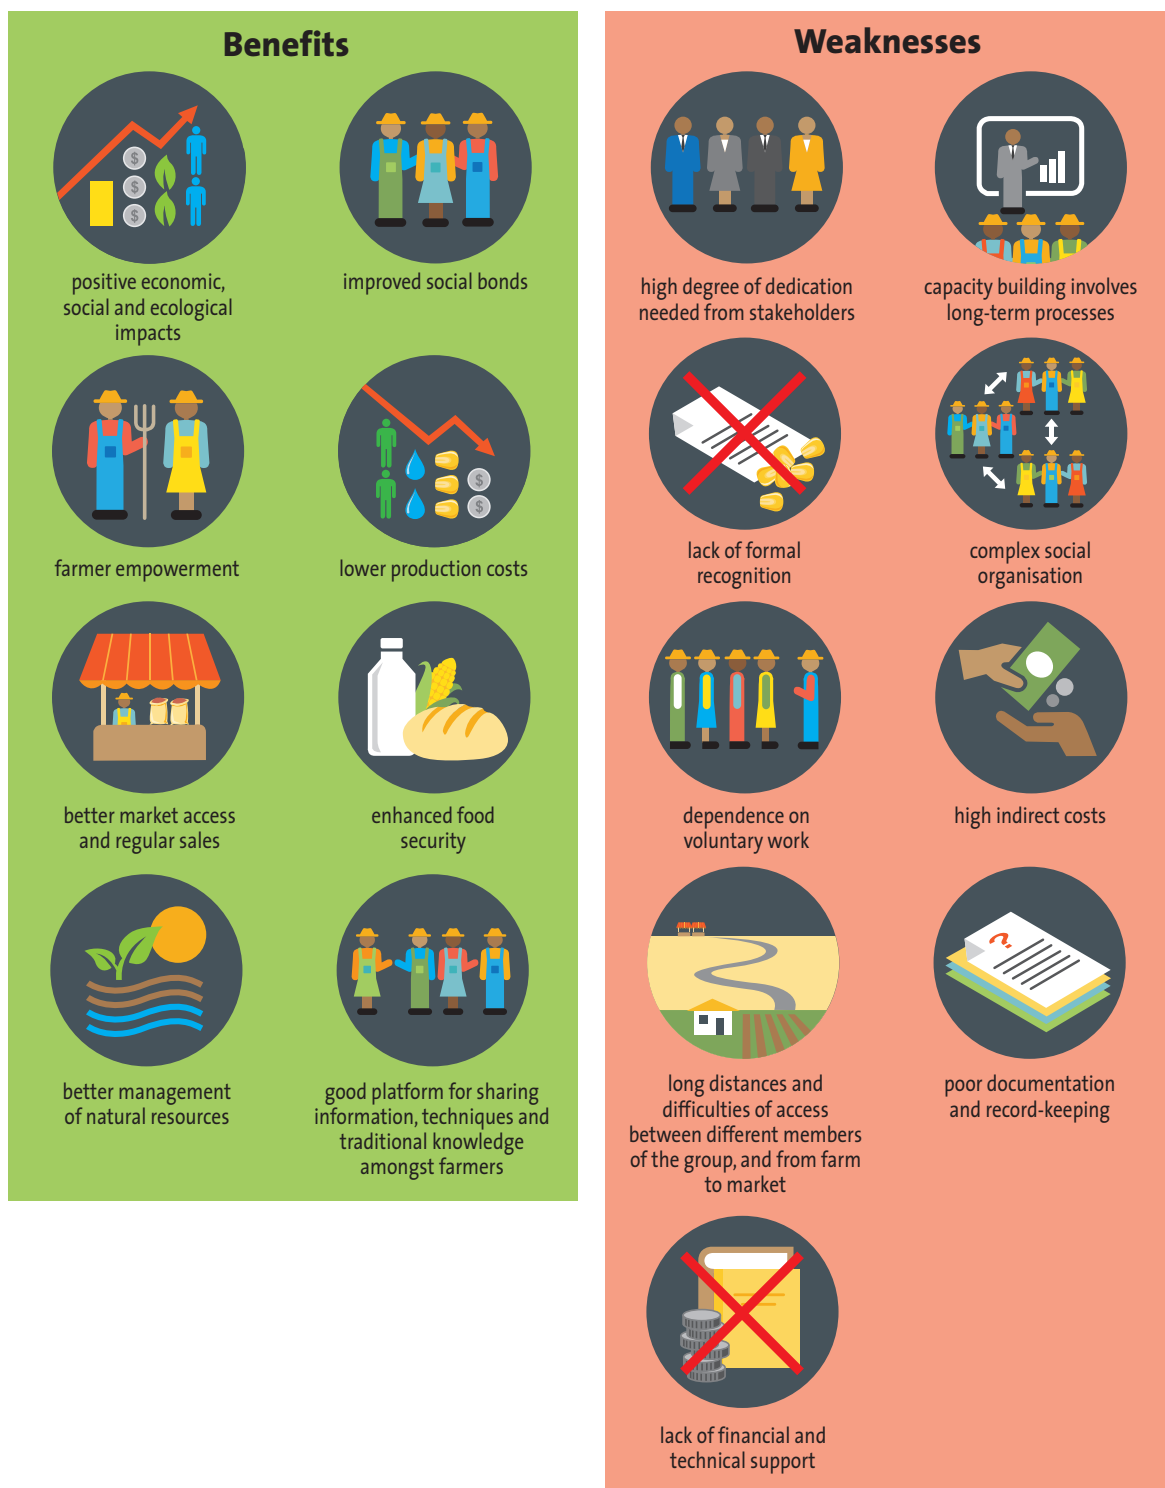 Benefits
positive economic,
social and ecological
impacts
improved social bonds
farmer empowerment
lower production costs
better market access
and regular sales
enhanced food
security
better management
of natural resources
good platform for sharing
information, techniques and
traditional knowledge
amongst farmers
Weaknesses
high degree of dedication
needed from stakeholders
capacity building involves
long-term processes
lack of formal
recognition
complex social
organisation
dependence on
voluntary work
high indirect costs
long distances and
difficulties of access
between different members
of the group, and from farm
to market
poor documentation
and record-keeping
lack of financial and
technical support